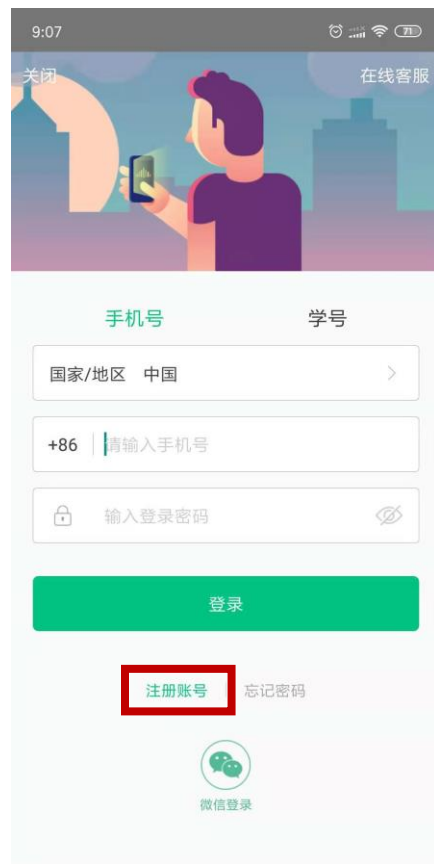 9:07
71
关闭 在线客服
手机号 学号
国家/地区 中国
+86 请输入手机号
输入登录密码
登录
注册账号 忘记密码
微信登录